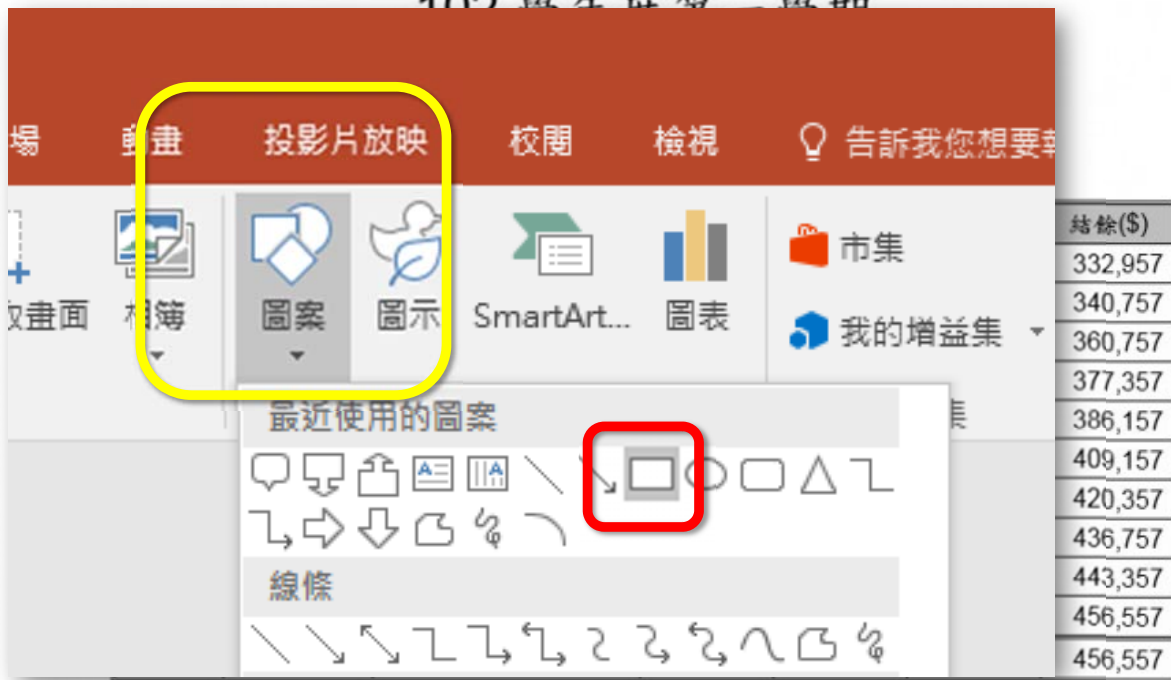 場 動畫 投影片放映 校閱 檢視 告訴我您想要
畫面 相簿 圖案 圖示 SmartArt... 圖表 市集
我的增益集
最近使用的圖案
線條
結餘($)
332,957
340,757
360,757
377,357
386,157
409,157
420,357
436,757
443,357
456,557
456,557